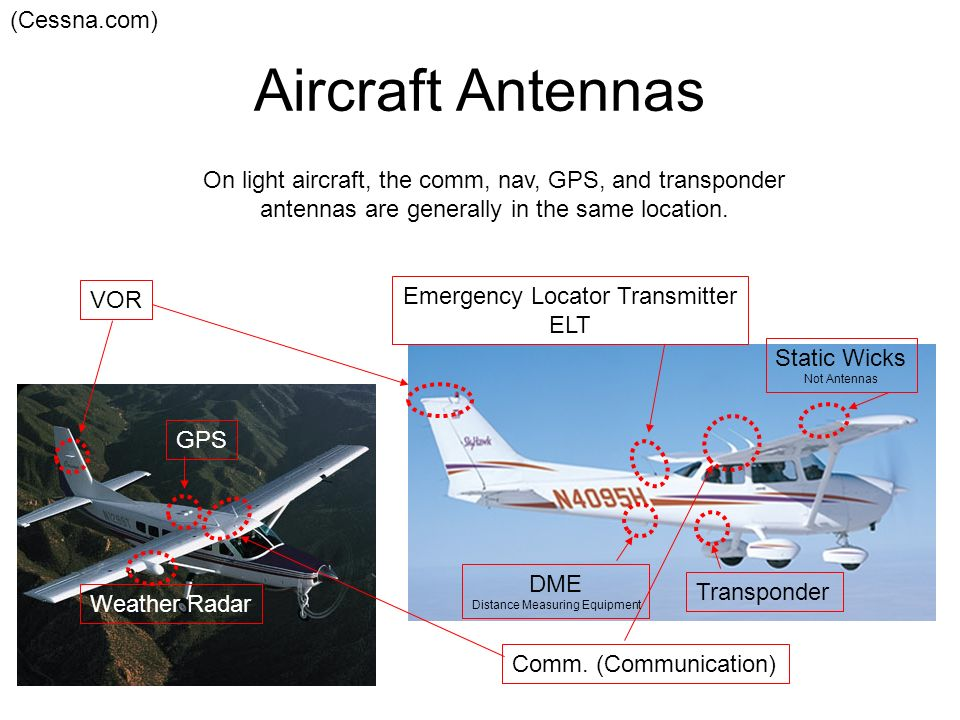 (Cessna.com)
Aircraft Antennas
On light aircraft, the comm, nav, GPS, and transponder
antennas are generally in the same location.
VOR
Emergency Locator Transmitter
ELT
Static Wicks
Not Antennas
GPS
SkyHawk
N4095H
DME
Distance Measuring Equipment
Transponder
Weather Radar
Comm. (Communication)